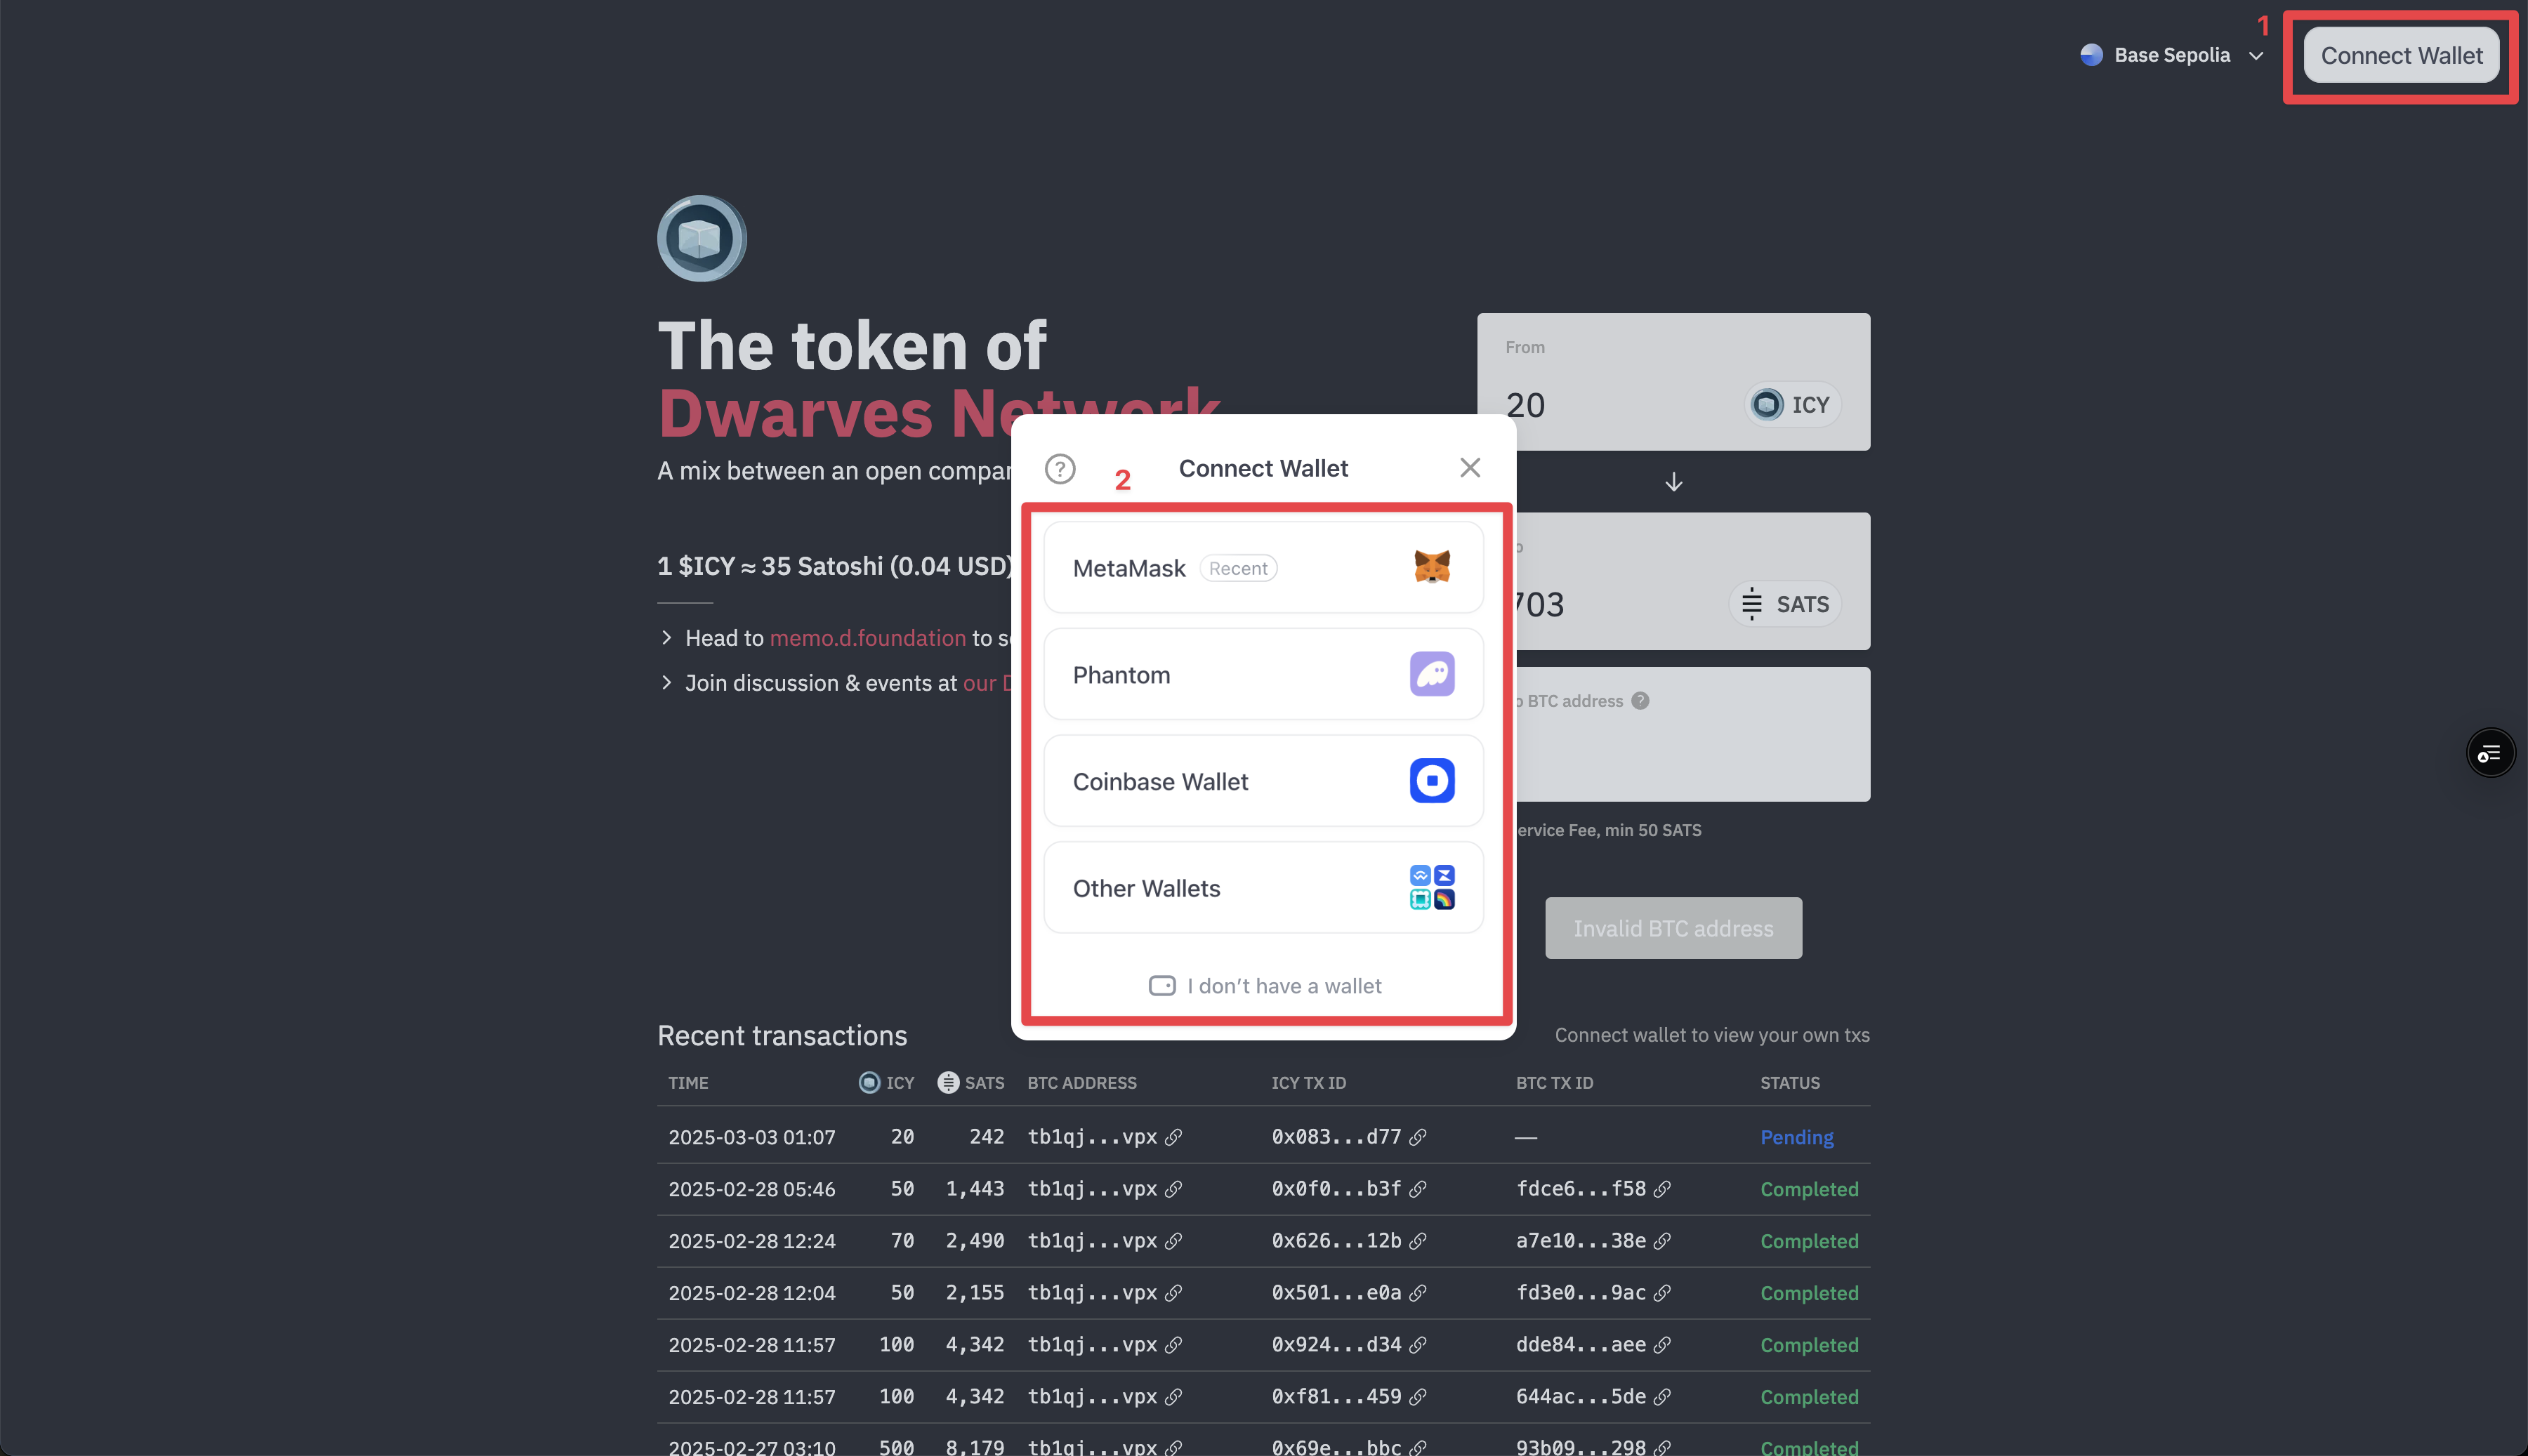 1
Base Sepolia
Connect Wallet
The token of
Dwarves Network
A mix between an open compan
1 $ICY ≈ 35 Satoshi (0.04 USD)
Head to memo.d.foundation to s
Join discussion & events at our D
From
20
ICY
703
SATS
o BTC address ?
ervice Fee, min 50 SATS
Invalid BTC address
?
2
Connect Wallet
MetaMask Recent
Phantom
Coinbase Wallet
Other Wallets
I don’t have a wallet
Recent transactions
Connect wallet to view your own txs
TIME ICY SATS BTC ADDRESS ICY TX ID BTC TX ID STATUS
2025-03-03 01:07 20 242 tb1qj...vpx 0x083...d77 — Pending
2025-02-28 05:46 50 1,443 tb1qj...vpx 0x0f0...b3f fdce6...f58 Completed
2025-02-28 12:24 70 2,490 tb1qj...vpx 0x626...12b a7e10...38e Completed
2025-02-28 12:04 50 2,155 tb1qj...vpx 0x501...e0a fd3e0...9ac Completed
2025-02-28 11:57 100 4,342 tb1qj...vpx 0x924...d34 dde84...aee Completed
2025-02-28 11:57 100 4,342 tb1qj...vpx 0xf81...459 644ac...5de Completed
2025-02-27 03:10 500 8,179 tb1qj...vpx 0x69e...bbc 93b09...298 Completed